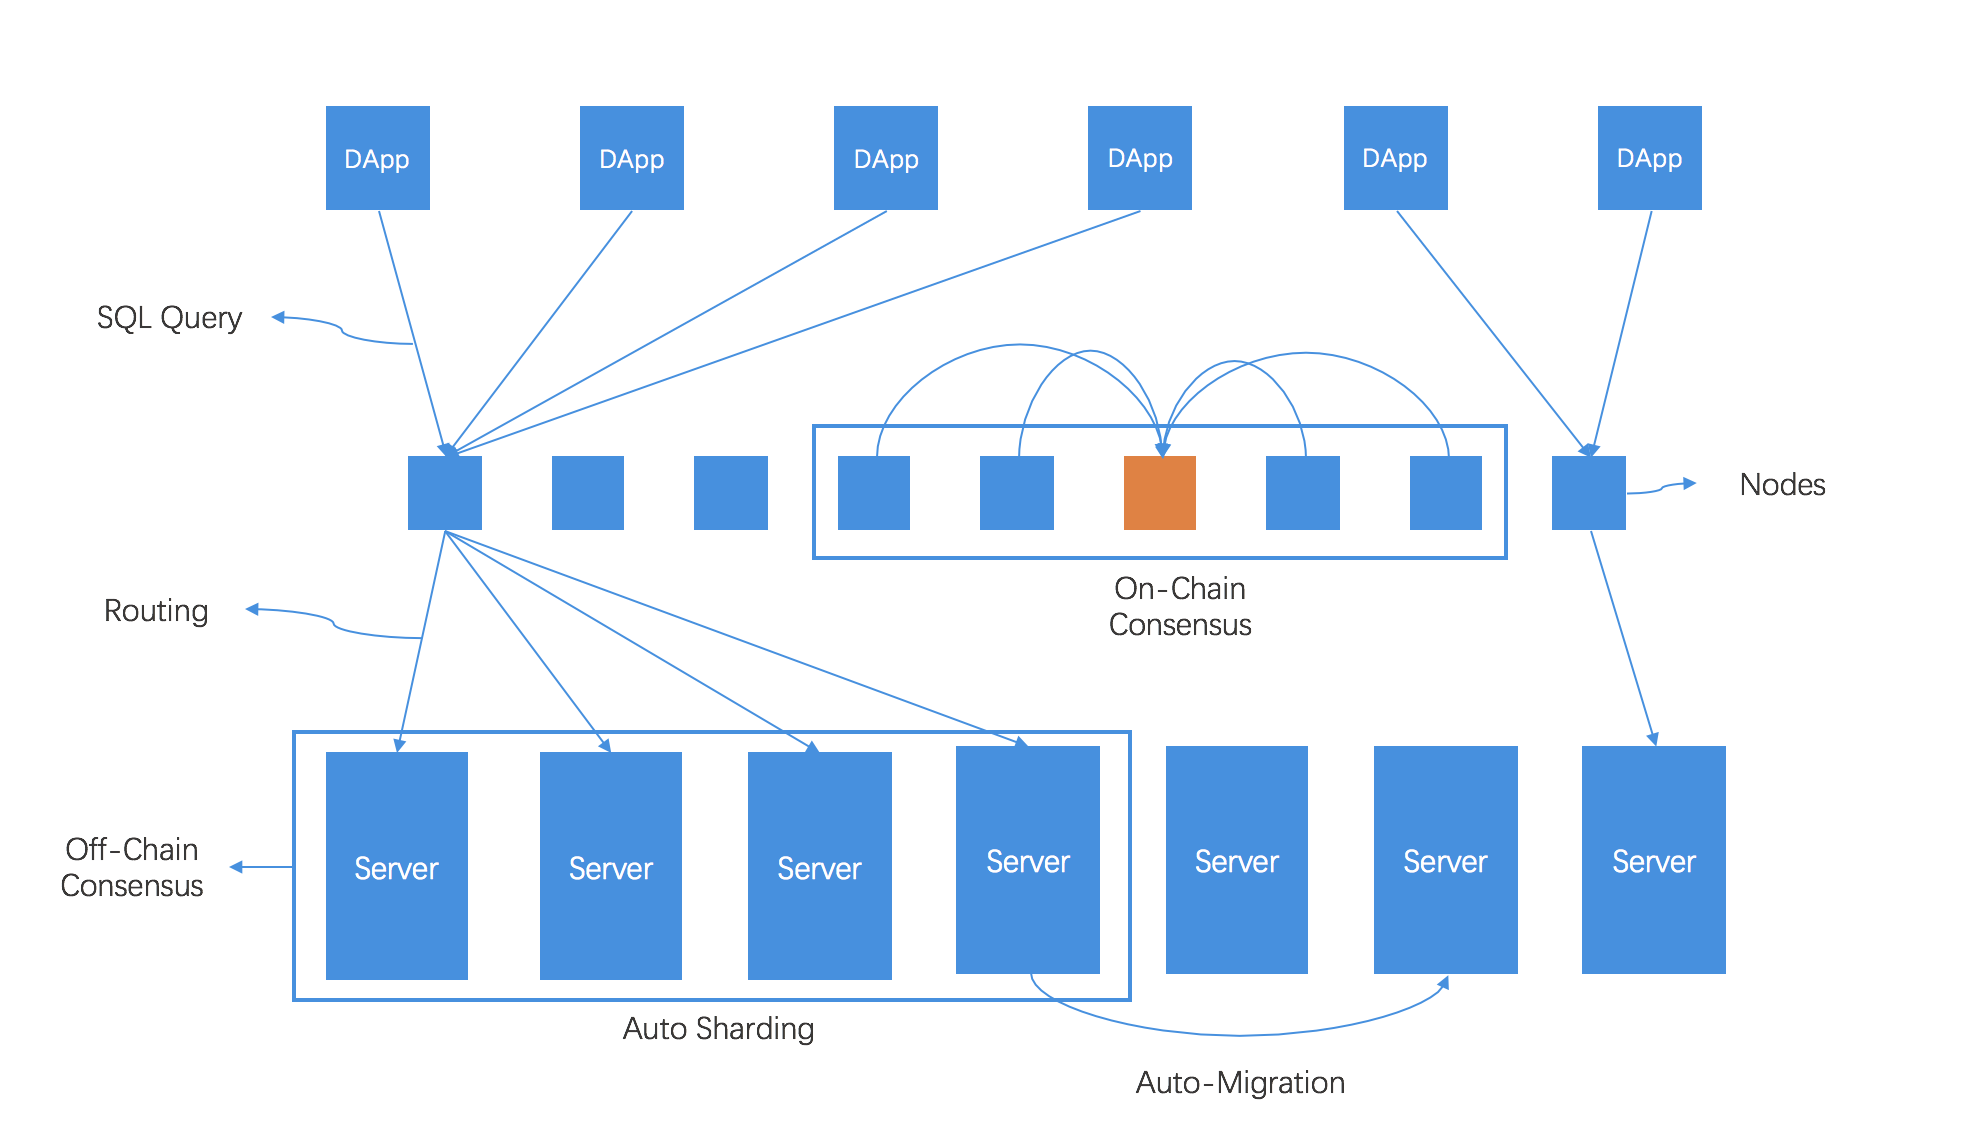 DApp
DApp
DApp
DApp
DApp
DApp
SQL Query
Nodes
On-Chain
Consensus
Routing
Off-Chain
Consensus
Server
Server
Server
Server
Server
Server
Server
Auto Sharding
Auto-Migration